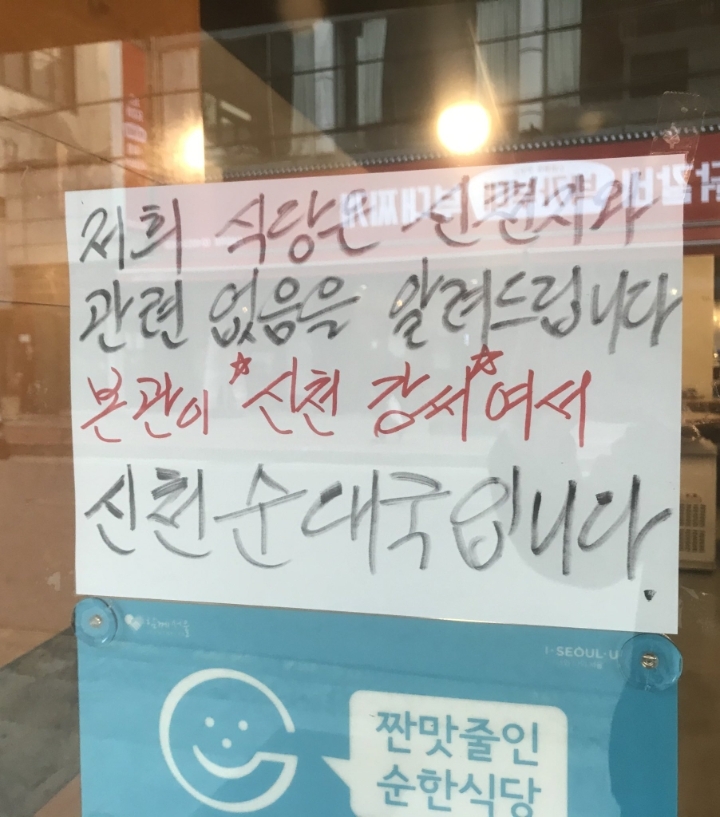 저희 식당은 신천지와
관련 없음을 알려드립니다
본관이 ☆신천 강씨☆여서
신천순대국입니다.
I·SEOUL·U
짠맛줄인
순한식당